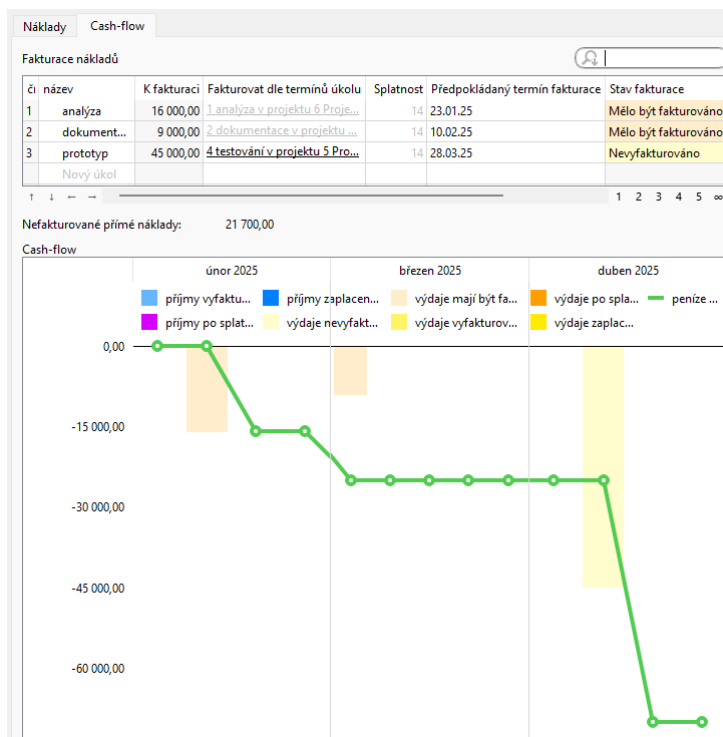 Náklady Cash-flow
Fakturace nákladů
čí název K fakturaci Fakturovat dle termínů úkolu Splatnost Předpokládaný termín fakturace Stav fakturace
1 analýza 16 000,00 1 analýza v projektu 6 Proje... 14 23.01.25 Mělo být fakturováno
2 dokument... 9 000,00 2 dokumentace v projektu ... 14 10.02.25 Mělo být fakturováno
3 prototyp 45 000,00 4 testování v projektu 5 Pro... 14 28.03.25 Nevyfakturováno
Nový úkol
↑ ↓ ← → 1 2 3 4 5 ∞
Nefakturované přímé náklady: 21 700,00
Cash-flow
únor 2025 březen 2025 duben 2025
příjmy vyfaktu... příjmy zaplacen... výdaje mají být fa... výdaje po spla... peníze ...
příjmy po splat... výdaje nevyfakt... výdaje vyfakturov... výdaje zaplac...
0,00
-15 000,00
-30 000,00
-45 000,00
-60 000,00